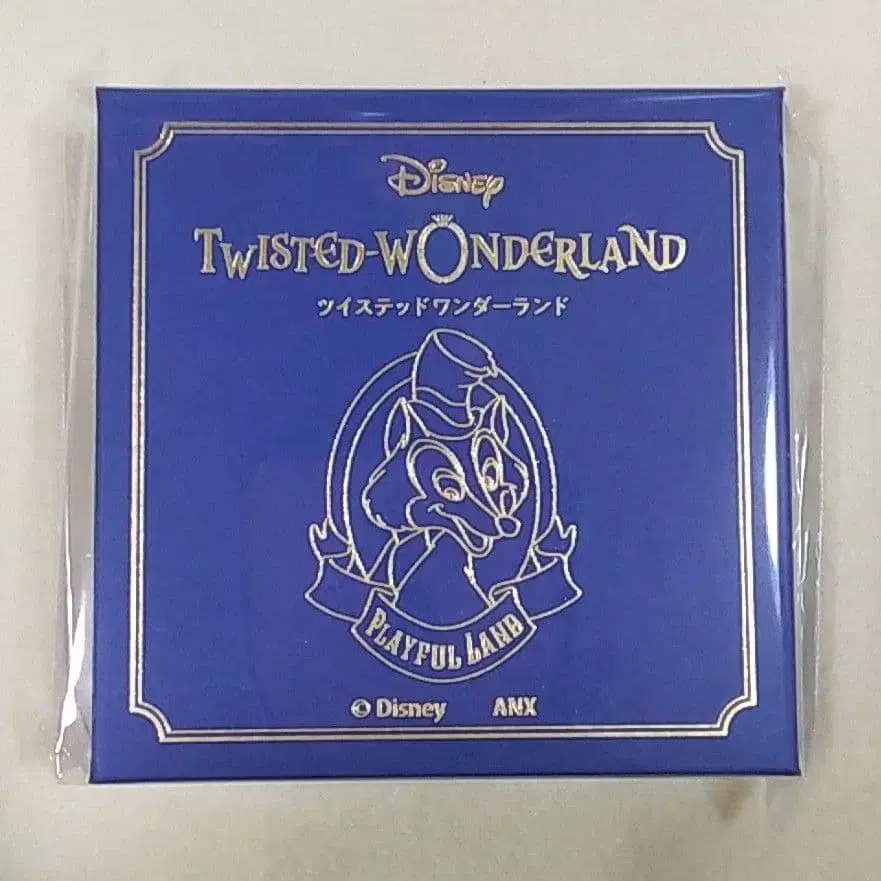 Disney
TWISTED-WONDERLAND
ツイステッドワンダーランド
PLAYFUL LAND
© Disney ANX